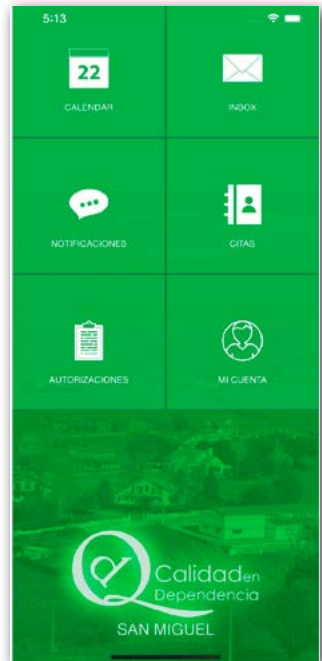 5:13
22
CALENDAR
INBOX
NOTIFICACIONES
CITAS
AUTORIZACIONES
MI CUENTA
Calidad en
Dependencia
SAN MIGUEL